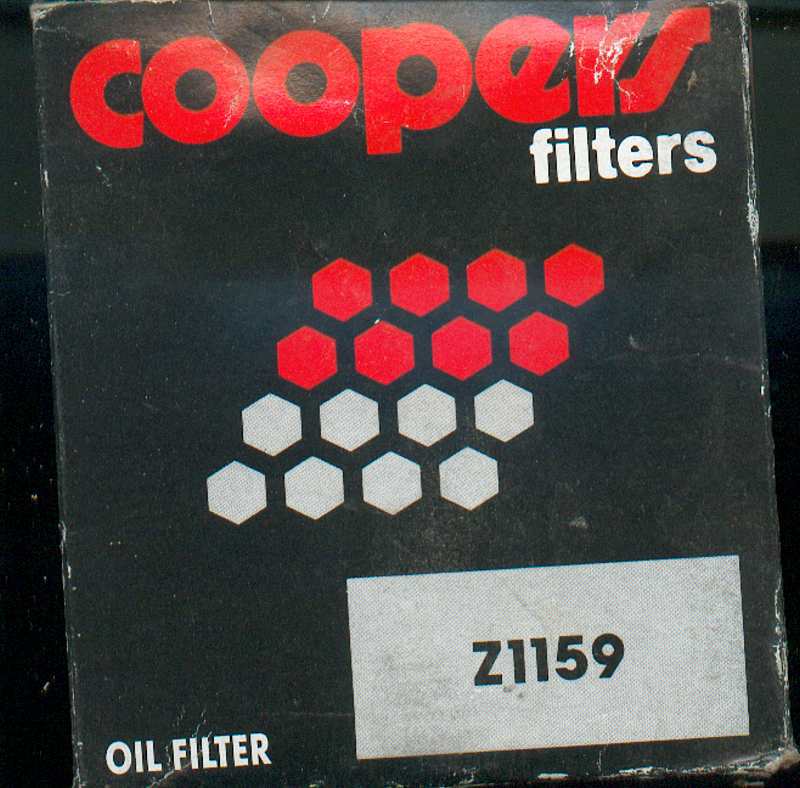 coopers
filters
Z1159
OIL FILTER